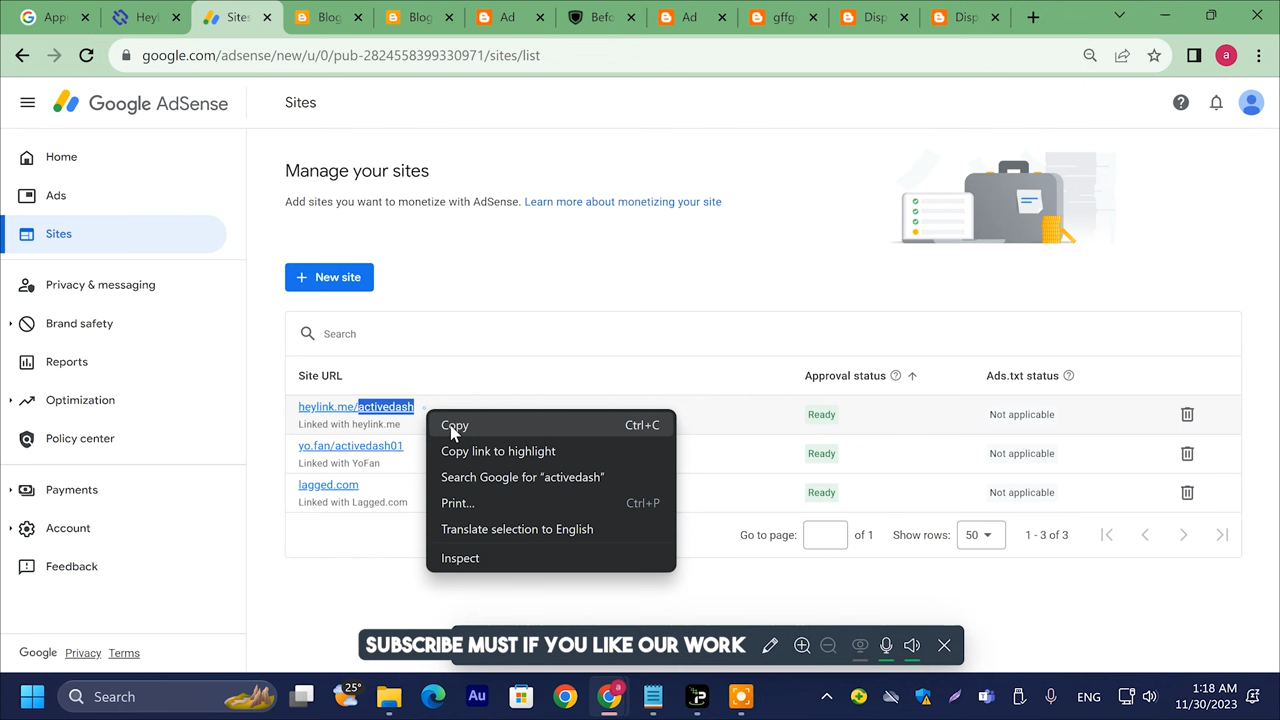 App
Heyl
Sites
Blog
Blog
Ad
Befo
Ad
gffg
Disp
Disp
google.com/adsense/new/u/0/pub-2824558399330971/sites/list
a
Google AdSense
Sites
Home
Ads
Sites
Privacy & messaging
Brand safety
Reports
Optimization
Policy center
Payments
Account
Feedback
Google Privacy Terms
Manage your sites
Add sites you want to monetize with AdSense. Learn more about monetizing your site
+ New site
Search
Site URL Approval status Ads.txt status
heylink.me/activedash
Linked with heylink.me
Ready Not applicable
yo.fan/activedash01
Linked with YoFan
Ready Not applicable
lagged.com
Linked with Lagged.com
Ready Not applicable
Go to page: of 1 Show rows: 50 1 - 3 of 3
Copy Ctrl+C
Copy link to highlight
Search Google for “activedash”
Print... Ctrl+P
Translate selection to English
Inspect
SUBSCRIBE MUST IF YOU LIKE OUR WORK
Search
25°
Au
a
ENG
1:18 AM
11/30/2023